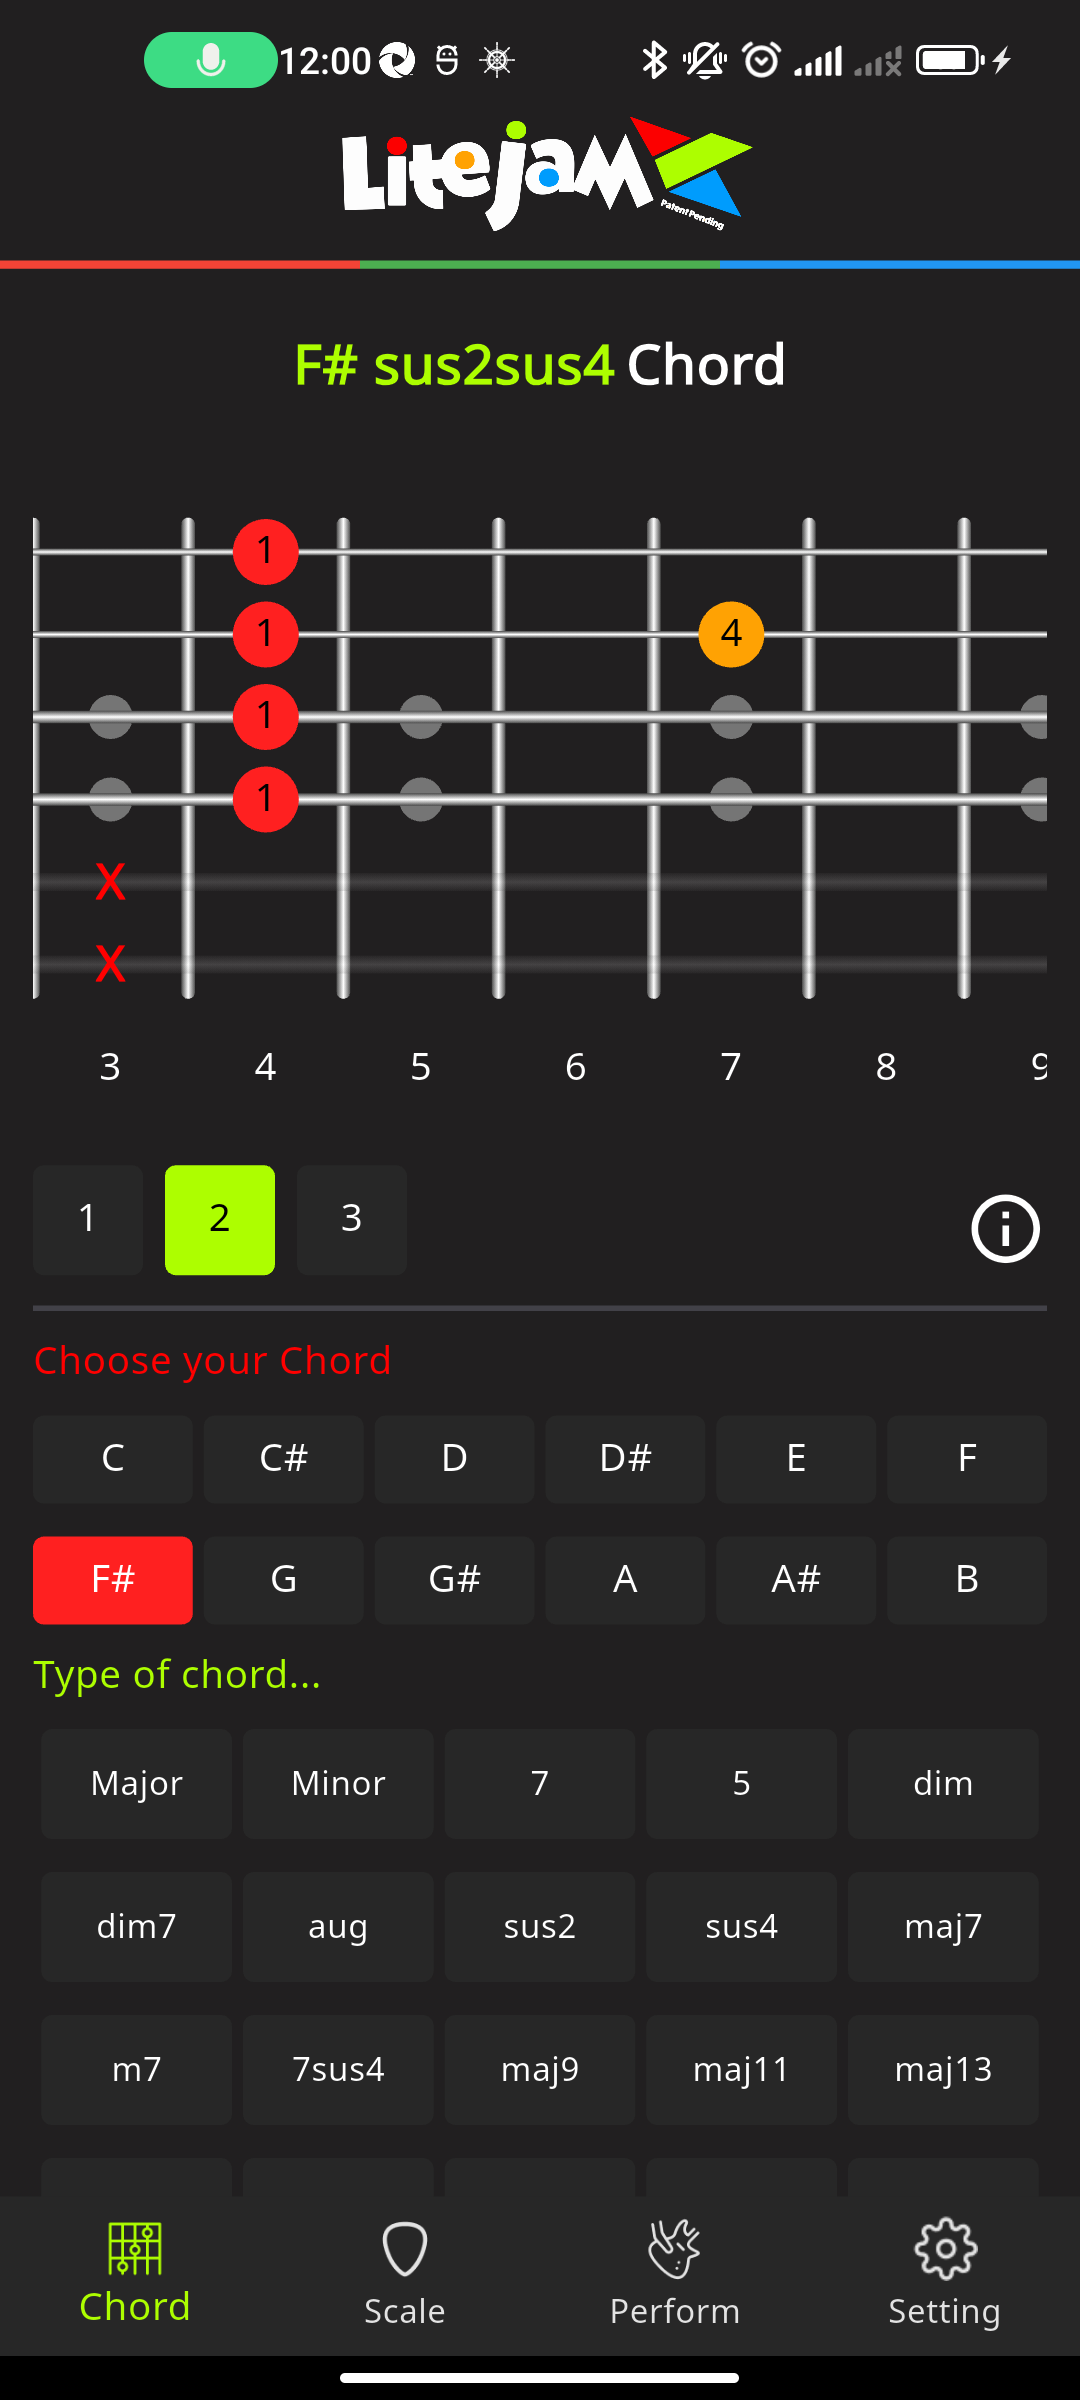 12:00
Litejam
Patent Pending
F# sus2sus4 Chord
1
1 4
1
1
X
X
3 4 5 6 7 8 9
1 2 3
Choose your Chord
C C# D D# E F
F# G G# A A# B
Type of chord...
Major Minor 7 5 dim
dim7 aug sus2 sus4 maj7
m7 7sus4 maj9 maj11 maj13
Chord Scale Perform Setting